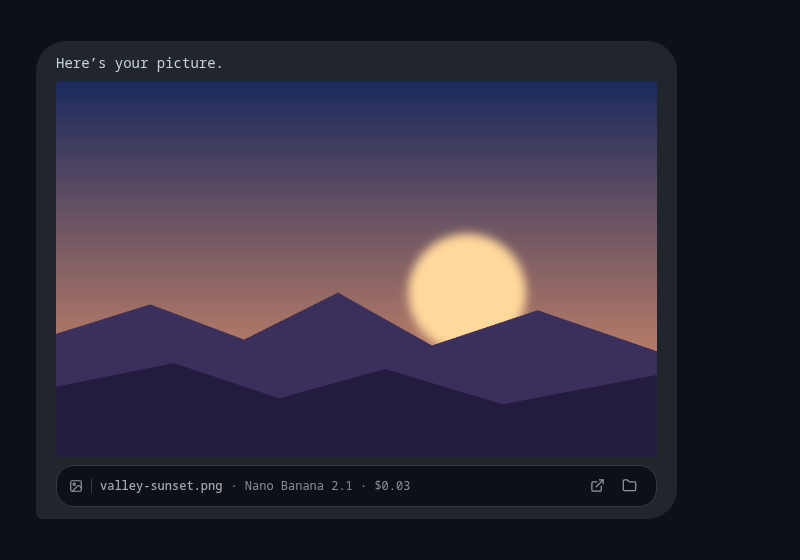 Here’s your picture.
valley-sunset.png · Nano Banana 2.1 · $0.03